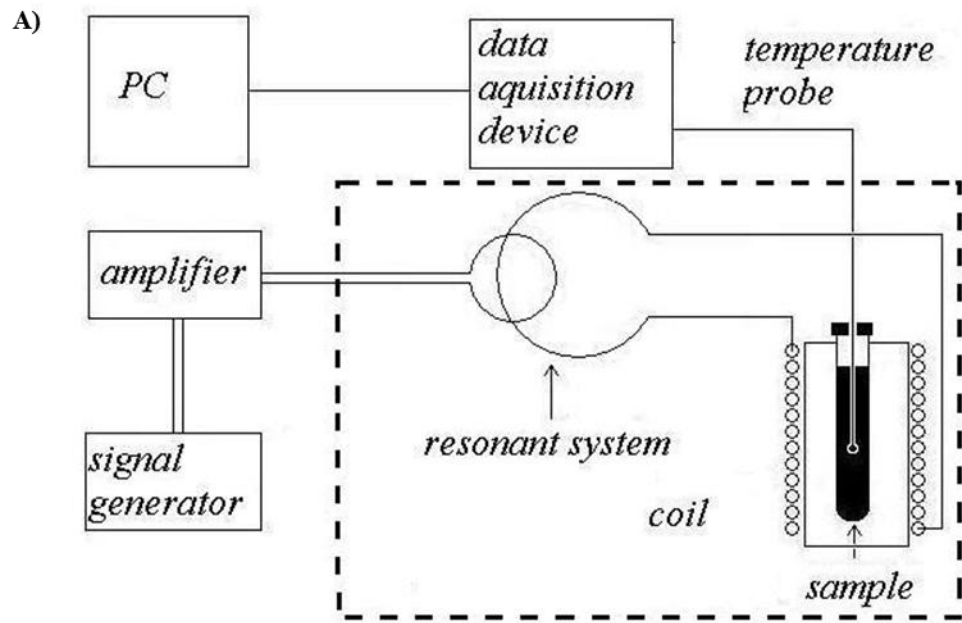 A)
PC
data
aquisition
device
temperature
probe
amplifier
resonant system
signal
generator
coil
sample